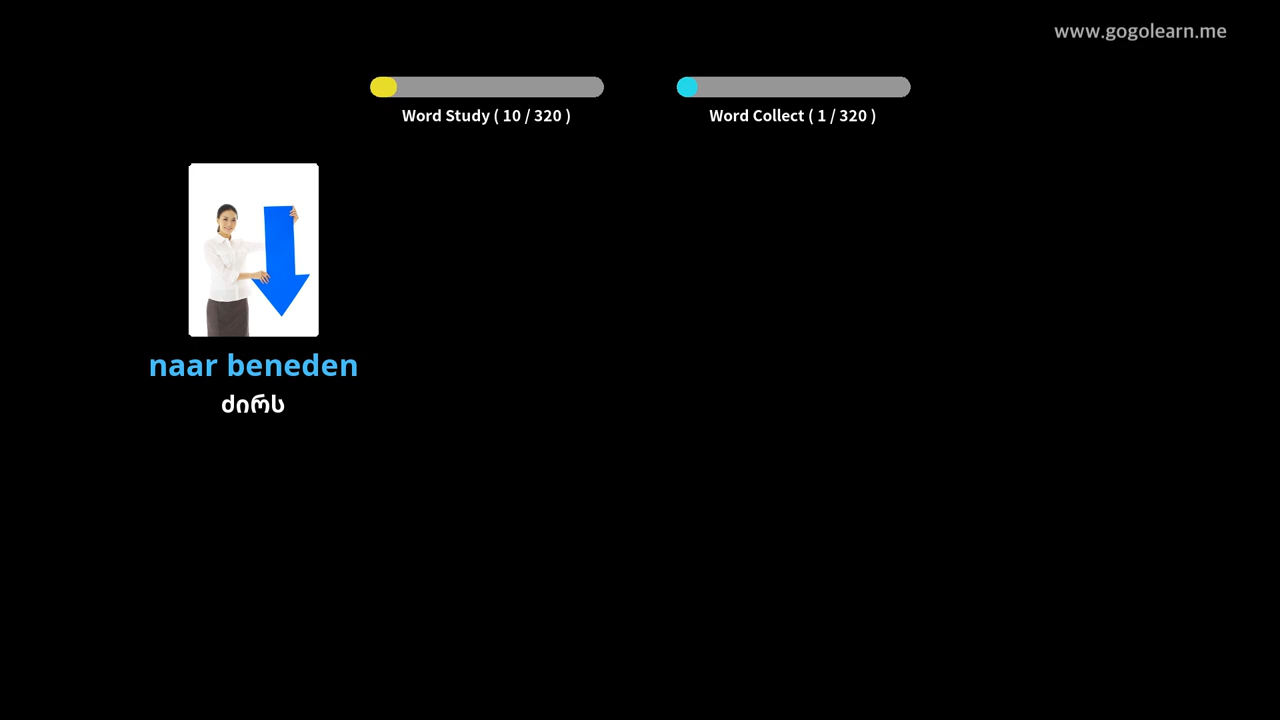 www.gogolearn.me
Word Study ( 10 / 320 )
Word Collect ( 1 / 320 )
naar beneden
ძირს